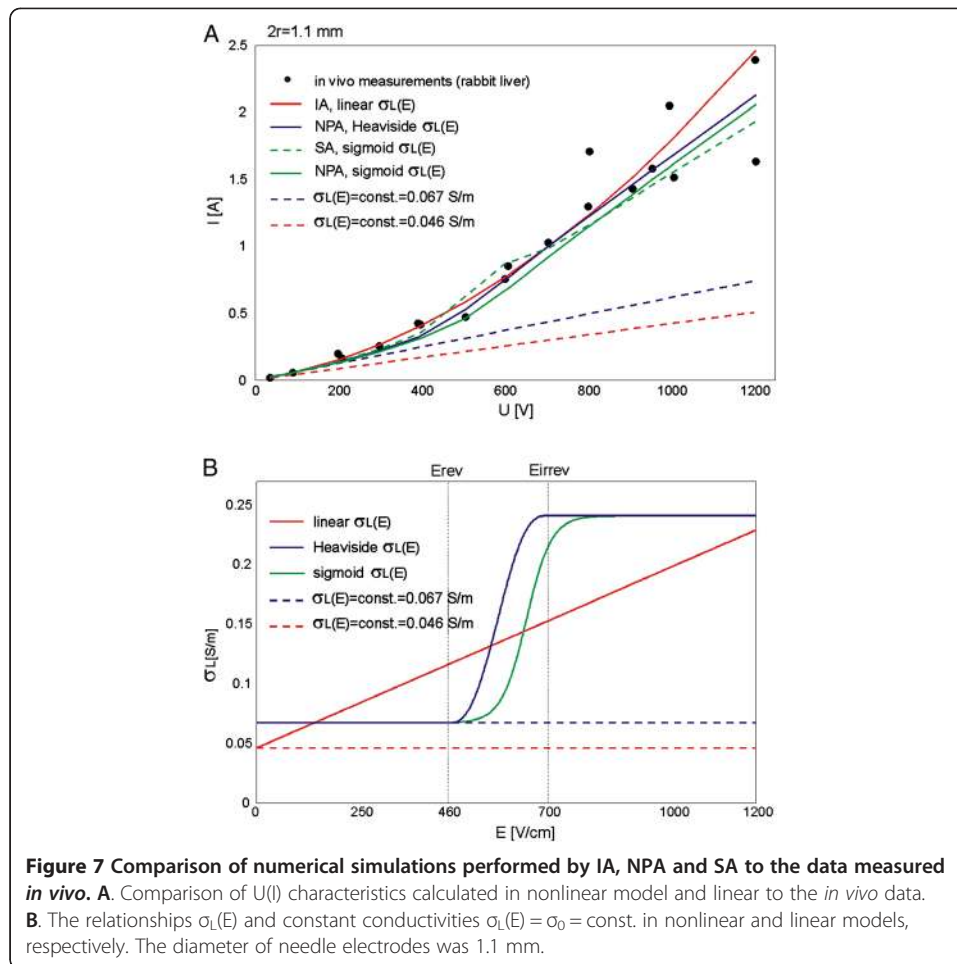 A
2r=1.1 mm
2.5
2
1.5
1
0.5
0
I [A]
in vivo measurements (rabbit liver)
IA, linear σL(E)
NPA, Heaviside σL(E)
SA, sigmoid σL(E)
NPA, sigmoid σL(E)
σL(E)=const.=0.067 S/m
σL(E)=const.=0.046 S/m
0 200 400 600 800 1000 1200
U [V]
B
Erev Eirrev
0.25
0.2
0.15
0.1
0.05
0
σL[S/m]
linear σL(E)
Heaviside σL(E)
sigmoid σL(E)
σL(E)=const.=0.067 S/m
σL(E)=const.=0.046 S/m
0 250 460 700 1000 1200
E [V/cm]
Figure 7 Comparison of numerical simulations performed by IA, NPA and SA to the data measured
in vivo. A. Comparison of U(I) characteristics calculated in nonlinear model and linear to the in vivo data.
B. The relationships σL(E) and constant conductivities σL(E) = σ0 = const. in nonlinear and linear models,
respectively. The diameter of needle electrodes was 1.1 mm.